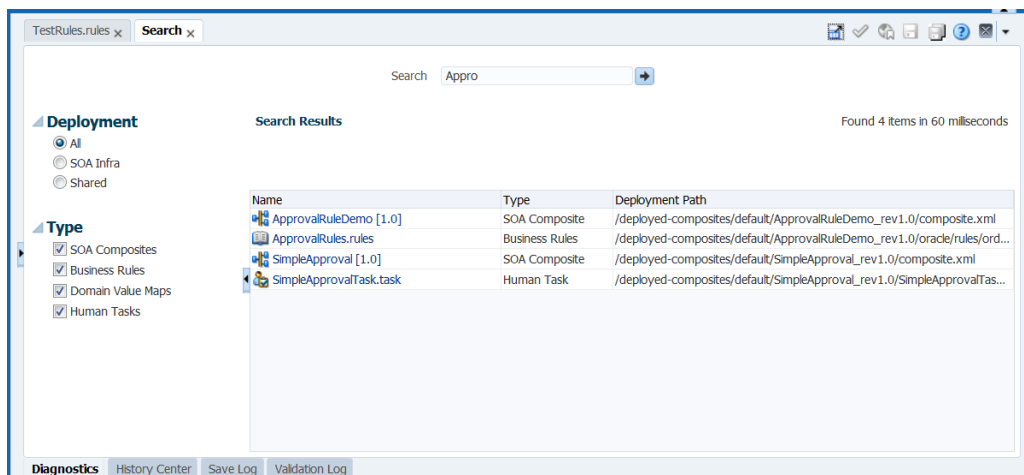 TestRules.rules
Search
Search Appro
Deployment
All
SOA Infra
Shared
Type
SOA Composites
Business Rules
Domain Value Maps
Human Tasks
Search Results
Found 4 items in 60 miliseconds
Name Type Deployment Path
ApprovalRuleDemo [1.0] SOA Composite /deployed-composites/default/ApprovalRuleDemo_rev1.0/composite.xml
ApprovalRules.rules Business Rules /deployed-composites/default/ApprovalRuleDemo_rev1.0/oracle/rules/ord...
SimpleApproval [1.0] SOA Composite /deployed-composites/default/SimpleApproval_rev1.0/composite.xml
SimpleApprovalTask.task Human Task /deployed-composites/default/SimpleApproval_rev1.0/SimpleApprovalTas...
Diagnostics History Center Save Log Validation Log